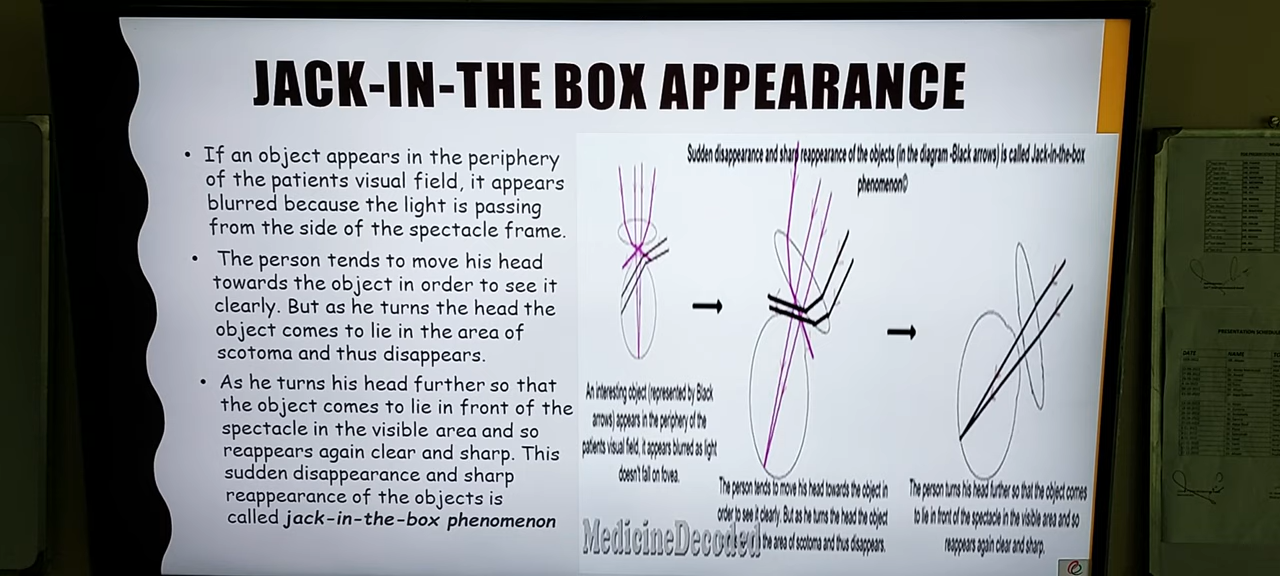 JACK-IN-THE BOX APPEARANCE
• If an object appears in the periphery
of the patients visual field, it appears
blurred because the light is passing
from the side of the spectacle frame.
• The person tends to move his head
towards the object in order to see it
clearly. But as he turns the head the
object comes to lie in the area of
scotoma and thus disappears.
• As he turns his head further so that
the object comes to lie in front of the
spectacle in the visible area and so
reappears again clear and sharp. This
sudden disappearance and sharp
reappearance of the objects is
called jack-in-the-box phenomenon
Sudden disappearance and sharp reappearance of the objects (in the diagram -Black arrows) is called Jack-in-the-box
phenomenon©
An interesting object (represented by Black
arrows) appears in the periphery of the
patients visual field, it appears blurred as light
doesn't fall on fovea.
The person tends to move his head towards the object in
order to see it clearly. But as he turns the head the object
the area of scotoma and thus disappears.
The person turns his head further so that the object comes
to lie in front of the spectacle in the visible area and so
reappears again clear and sharp.
MedicineDecoded
PRESENTATION SCHEDULE
DATE NAME